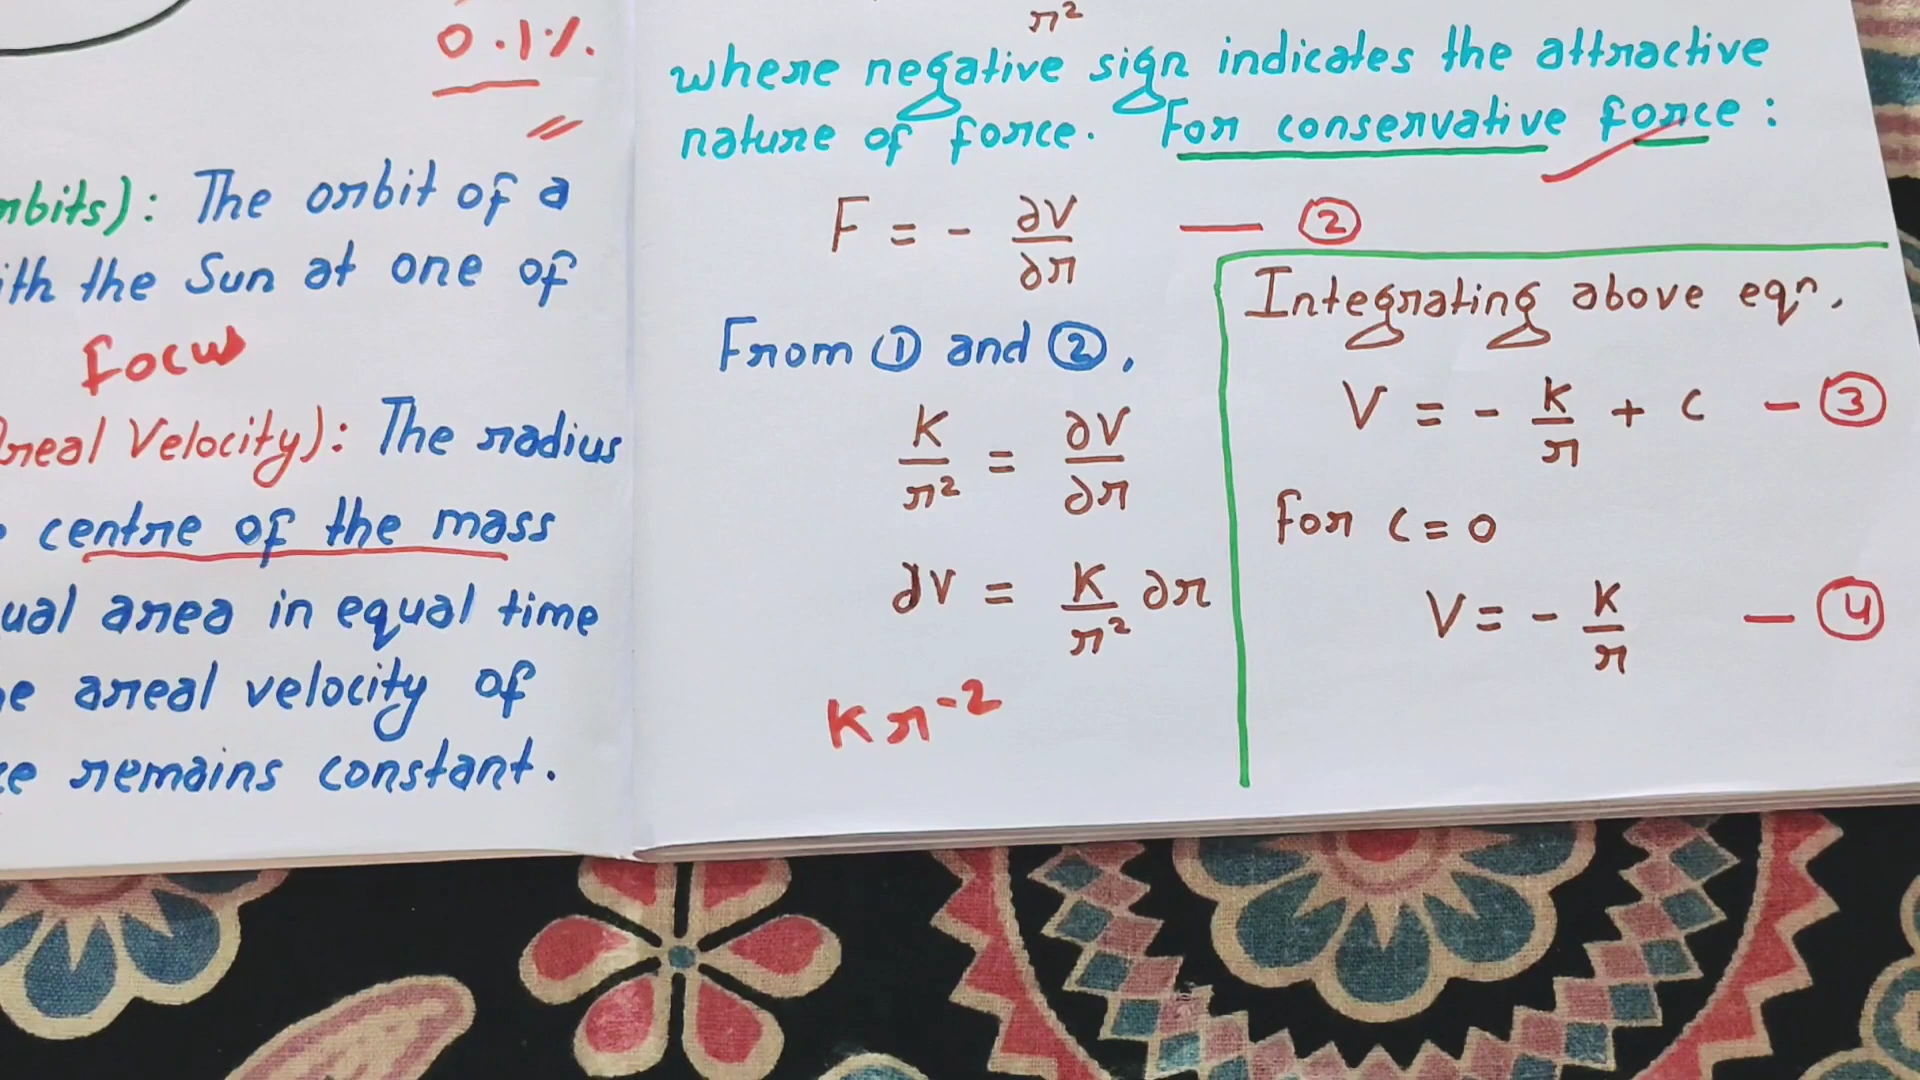 0.1%
rbits): The orbit of a
ith the Sun at one of
focus
Areal Velocity): The radius
centre of the mass
ual area in equal time
e areal velocity of
ce remains constant.
r²
where negative sign indicates the attractive
nature of force. For conservative force:
F = - ∂V/∂r — ②
From ① and ②,
K/r² = ∂V/∂r
∂V = K/r² ∂r
Kr⁻²
Integrating above eqⁿ,
V = - K/r + C - ③
for C = 0
V = - K/r — ④